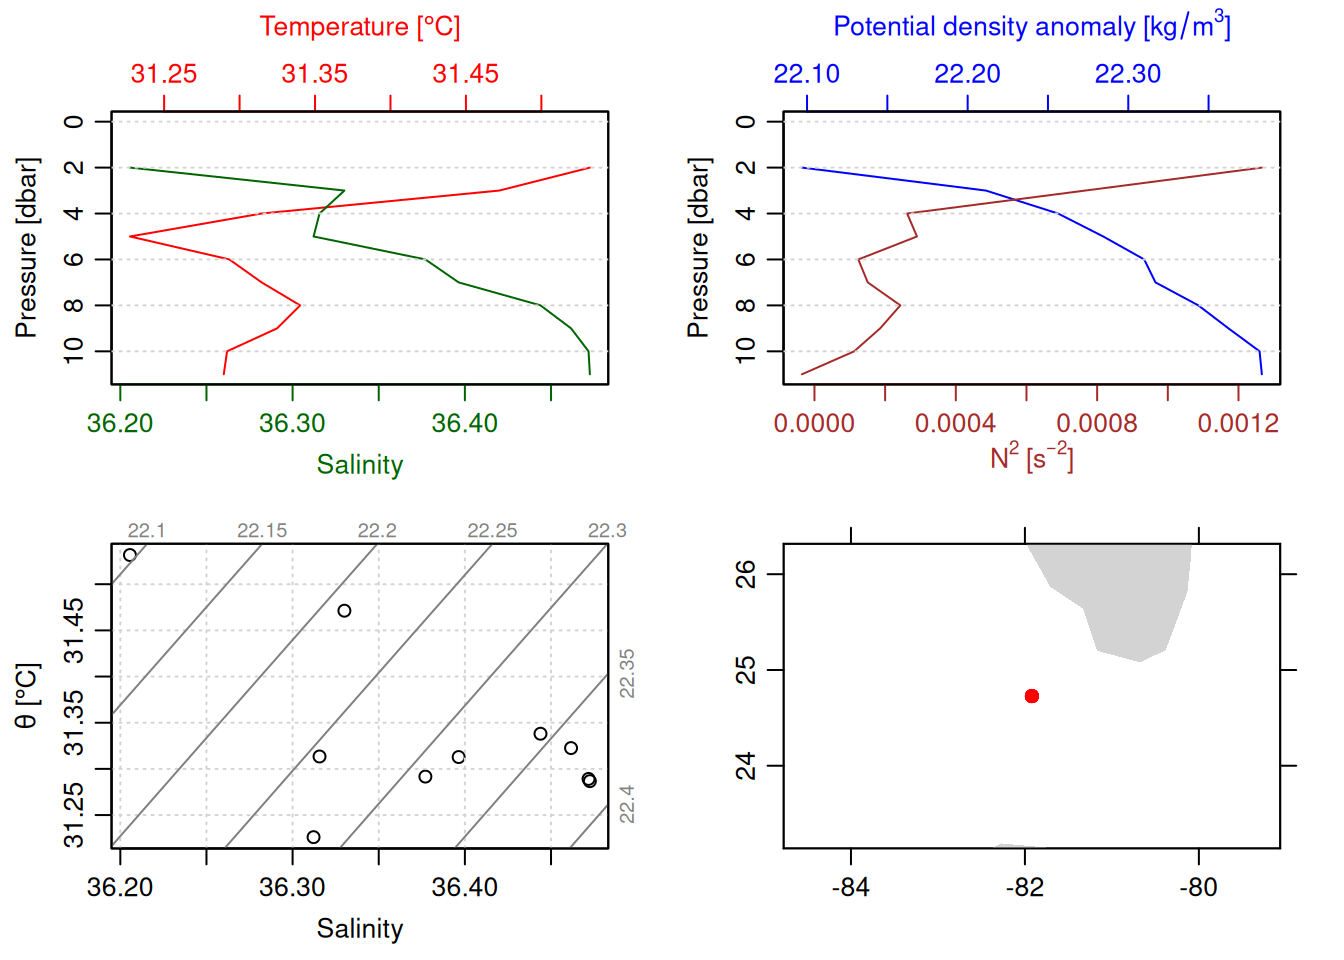 Temperature [°C]
31.25 31.35 31.45
Pressure [dbar]
0
2
4
6
8
10
36.20 36.30 36.40
Salinity
Potential density anomaly [kg/m³]
22.10 22.20 22.30
Pressure [dbar]
0
2
4
6
8
10
0.0000 0.0004 0.0008 0.0012
N² [s⁻²]
22.1 22.15 22.2 22.25 22.3
θ [°C]
31.45
31.35
31.25
22.35
22.4
36.20 36.30 36.40
Salinity
26
25
24
-84 -82 -80